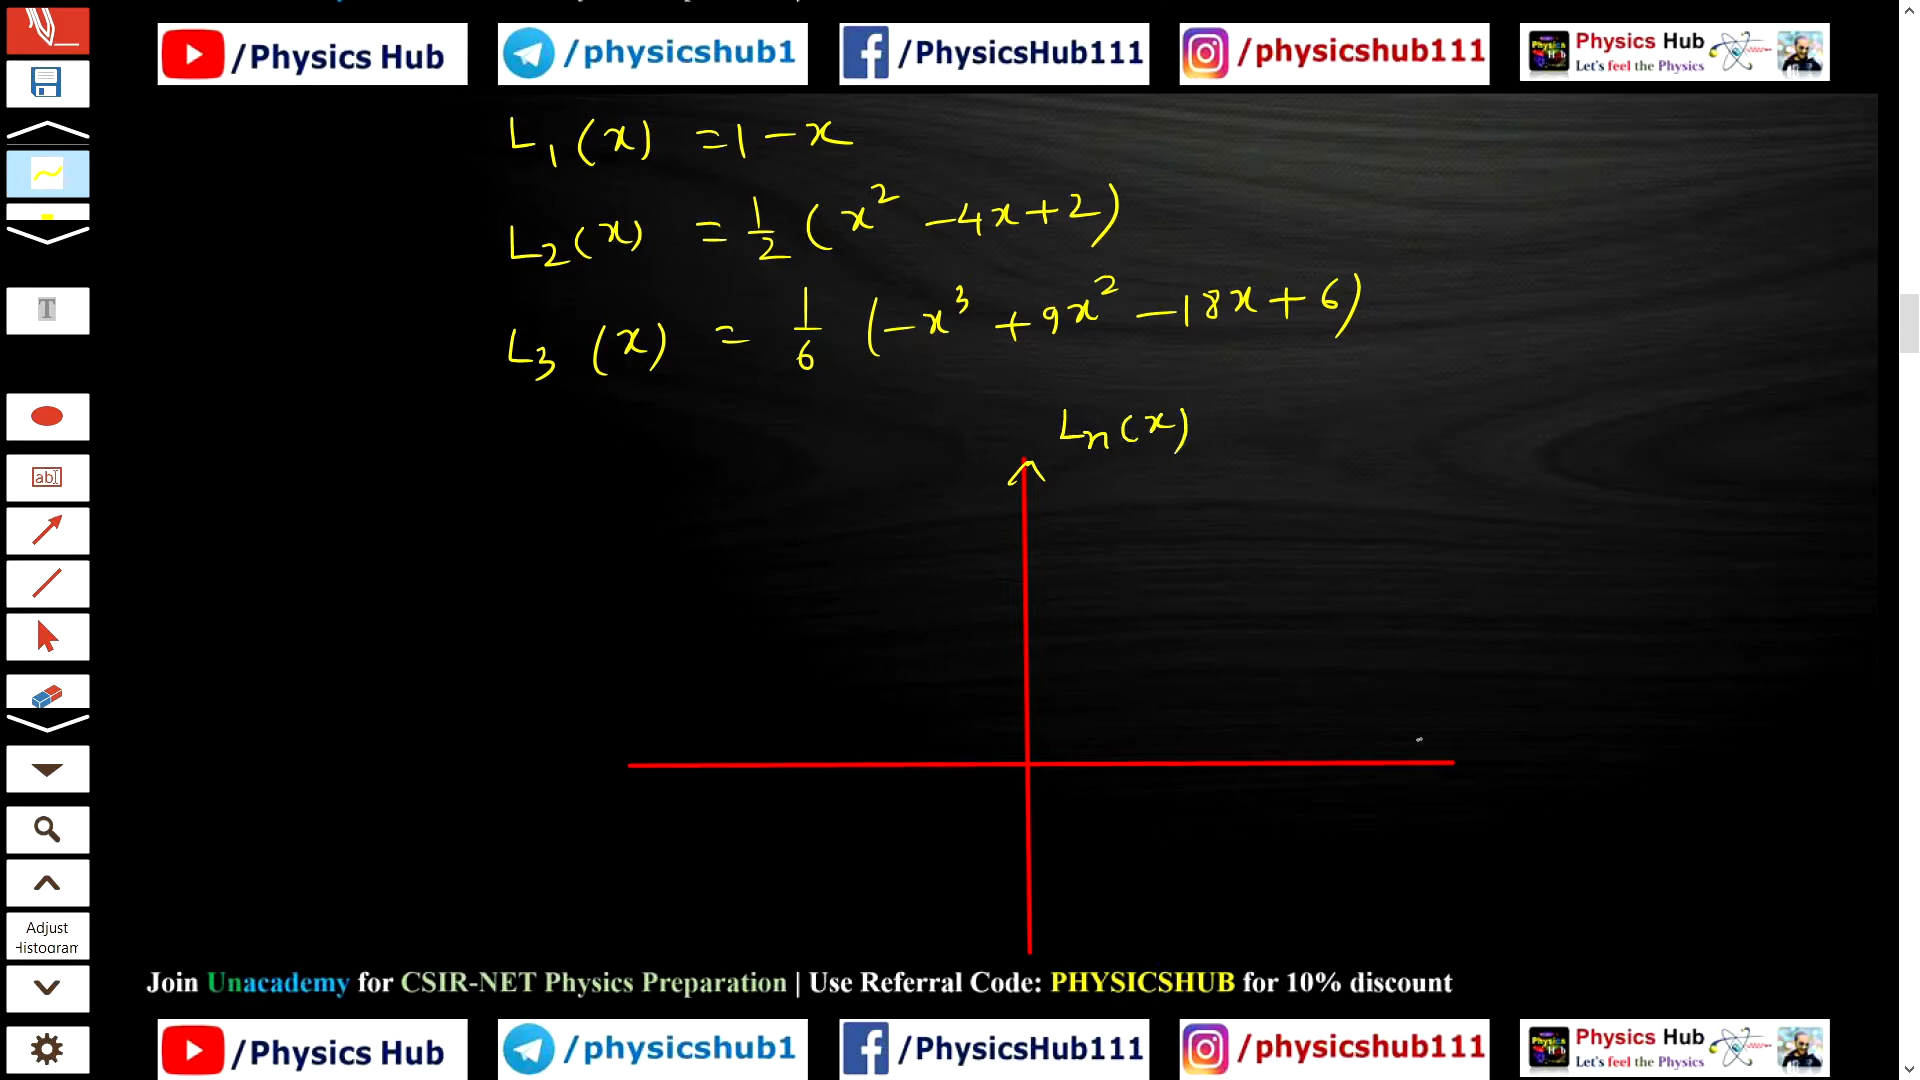 /Physics Hub /physicshub1 /PhysicsHub111 /physicshub111 Physics Hub
Let's feel the Physics
L₁(x) = 1 - x
L₂(x) = 1/2 (x² - 4x + 2)
L₃(x) = 1/6 (-x³ + 9x² - 18x + 6)
Lₙ(x)
T
ab
Adjust
Histogram
Join Unacademy for CSIR-NET Physics Preparation | Use Referral Code: PHYSICSHUB for 10% discount
/Physics Hub /physicshub1 /PhysicsHub111 /physicshub111 Physics Hub
Let's feel the Physics